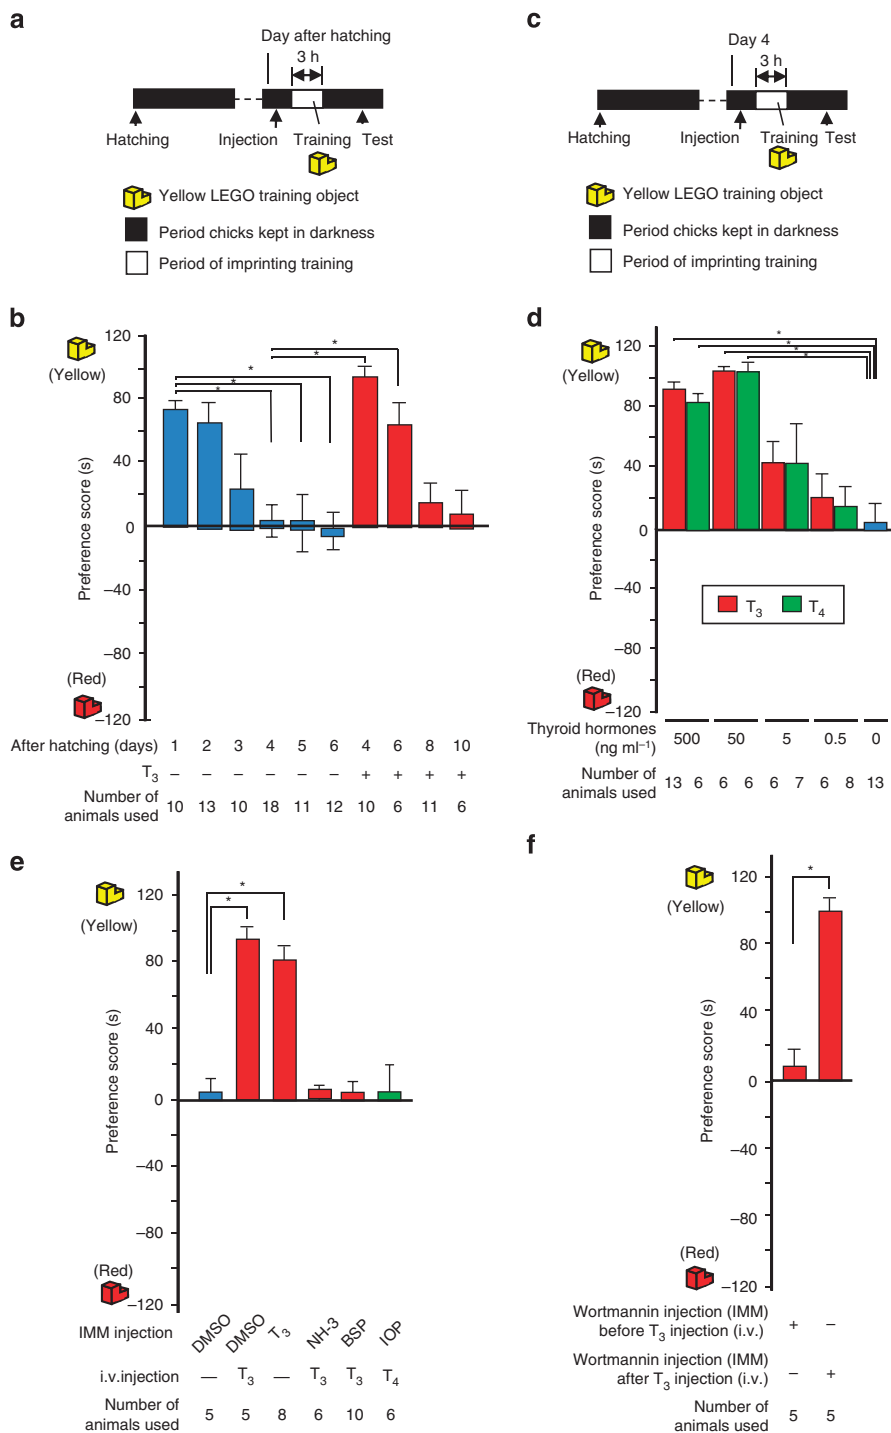 a
Day after hatching
3 h
Hatching
Injection
Training
Test
Yellow LEGO training object
Period chicks kept in darkness
Period of imprinting training
c
Day 4
3 h
Hatching
Injection
Training
Test
Yellow LEGO training object
Period chicks kept in darkness
Period of imprinting training
b
(Yellow)
Preference score (s)
120
80
40
0
–40
–80
–120
(Red)
* * * * *
After hatching (days) 1 2 3 4 5 6 4 6 8 10
T3 – – – – – – + + + +
Number of
animals used 10 13 10 18 11 12 10 6 11 6
d
(Yellow)
Preference score (s)
120
80
40
0
–40
–80
–120
(Red)
* * * *
T3 T4
Thyroid hormones
(ng ml–1) 500 50 5 0.5 0
Number of
animals used 13 6 6 6 6 7 6 8 13
e
(Yellow)
Preference score (s)
120
80
40
0
–40
–80
–120
(Red)
* *
IMM injection DMSO DMSO T3 NH-3 BSP IOP
i.v.injection — T3 — T3 T3 T4
Number of
animals used 5 5 8 6 10 6
f
(Yellow)
Preference score (s)
120
80
40
0
–40
–80
–120
(Red)
*
Wortmannin injection (IMM)
before T3 injection (i.v.) + –
Wortmannin injection (IMM)
after T3 injection (i.v.) – +
Number of
animals used 5 5